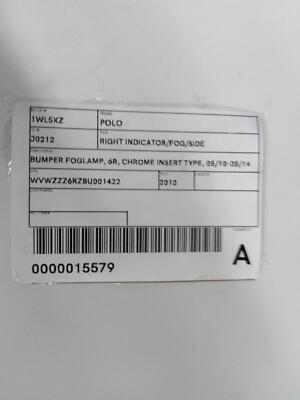 1WL5XZ
POLO
J0212
RIGHT INDICATOR/FOG/SIDE
BUMPER FOGLAMP, 6R, CHROME INSERT TYPE, 05/10-05/14
WVWZZZ6RZBU001422
2010
0000015579
A